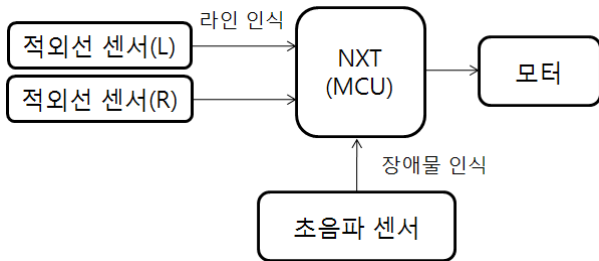 라인 인식
적외선 센서(L)
적외선 센서(R)
NXT
(MCU)
모터
장애물 인식
초음파 센서